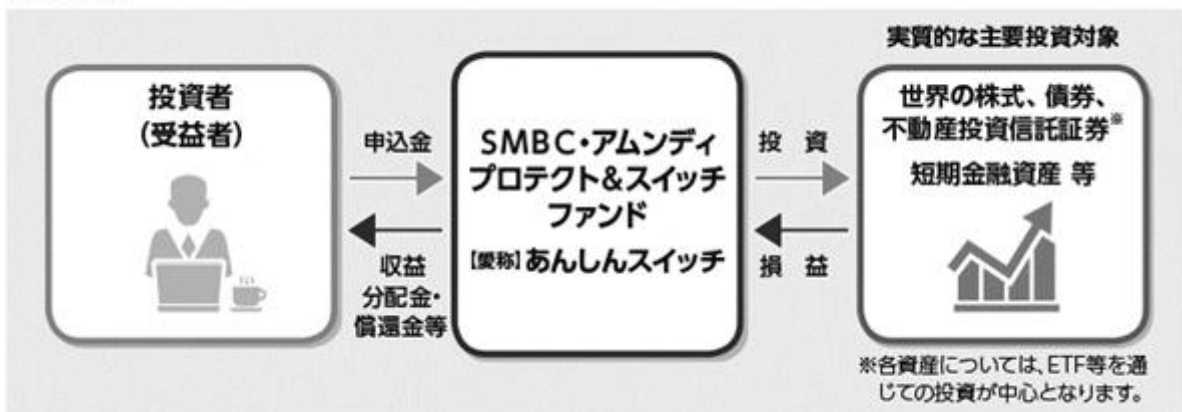 投資者
(受益者)
申込金
収益
分配金・
償還金等
SMBC・アムンディ
プロテクト&スイッチ
ファンド
【愛称】あんしんスイッチ
投 資
損 益
実質的な主要投資対象
世界の株式、債券、
不動産投資信託証券※
短期金融資産 等
※各資産については、ETF等を通
じての投資が中心となります。